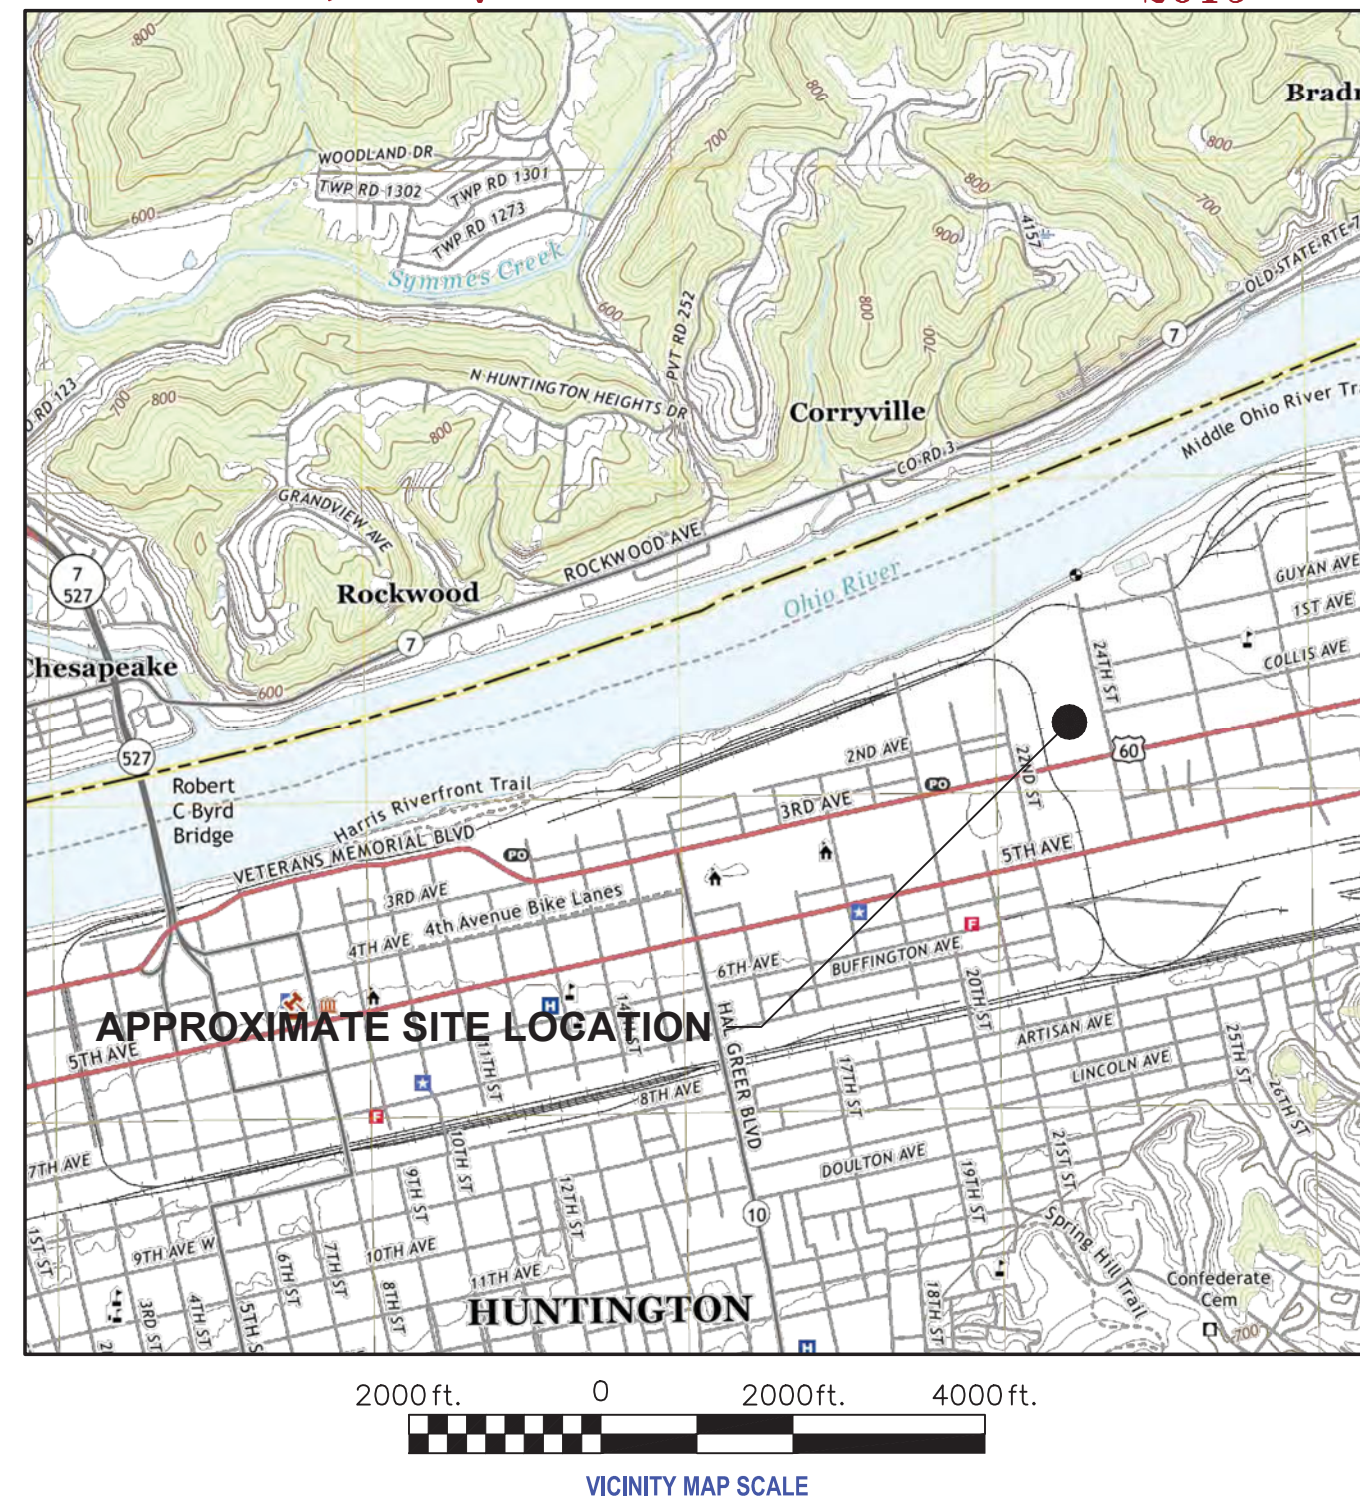 800
Bradn
WOODLAND DR
TWP RD 1302
TWP RD 1301
TWP RD 1273
600
Symmes Creek
700
800
800
800
700
900
4157
OLD STATE RTE 7
600
PVT RD 252
800
700
7
N HUNTINGTON HEIGHTS DR
RD 123
700
800
800
Corryville
CO RD 3
Middle Ohio River Tr
GRANDVIEW AVE
ROCKWOOD AVE
Rockwood
Ohio River
7
527
7
Chesapeake
600
527
GUYAN AVE
1ST AVE
COLLIS AVE
24TH ST
60
22ND ST
2ND AVE
PO
3RD AVE
5TH AVE
Robert
C Byrd
Bridge
Harris Riverfront Trail
VETERANS MEMORIAL BLVD
PO
3RD AVE
4th Avenue Bike Lanes
4TH AVE
6TH AVE
BUFFINGTON AVE
F
20TH ST
H
14TH ST
HAL GREER BLVD
APPROXIMATE SITE LOCATION
5TH AVE
11TH ST
F
8TH AVE
17TH ST
ARTISAN AVE
LINCOLN AVE
25TH ST
26TH ST
7TH AVE
10TH ST
9TH ST
12TH ST
DOULTON AVE
19TH ST
21ST ST
10
Spring Hill Trail
1ST ST
9TH AVE W
6TH ST
7TH ST
10TH AVE
8TH ST
11TH AVE
3RD ST
4TH ST
5TH S
HUNTINGTON
H
18TH ST
Confederate
Cem
700
2000ft.
0
2000ft.
4000ft.
VICINITY MAP SCALE